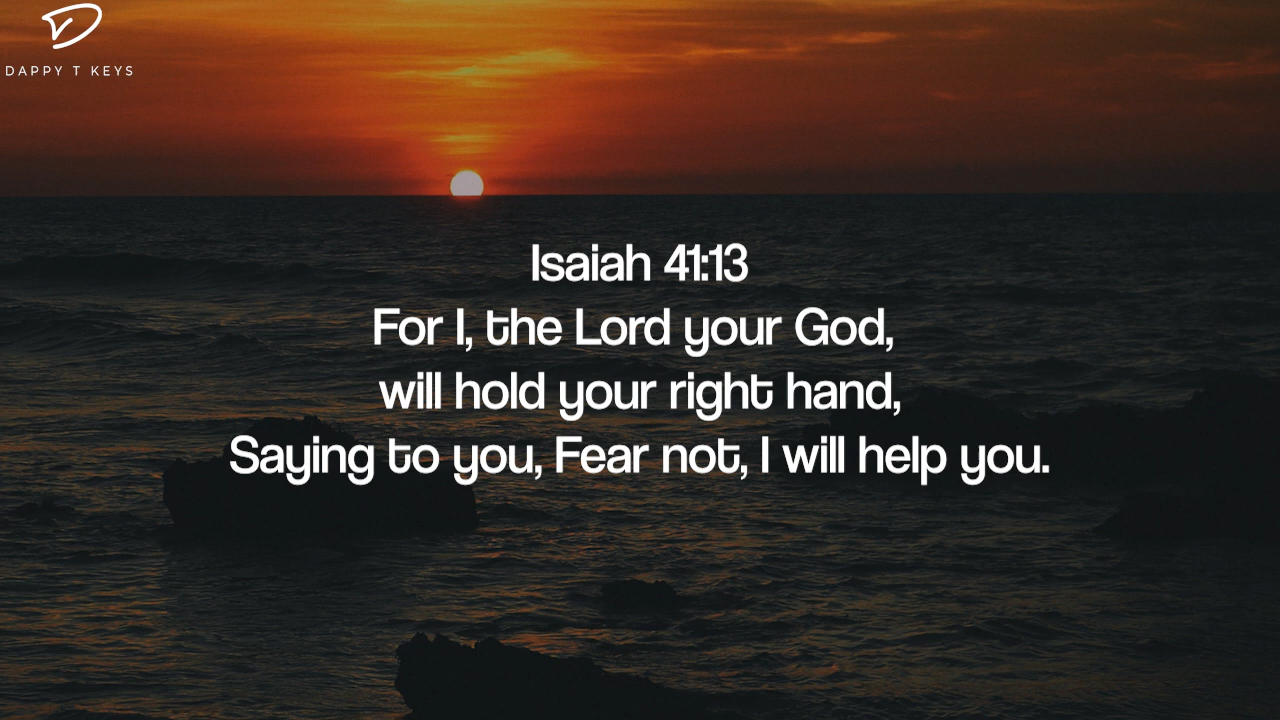 DAPPY T KEYS
Isaiah 41:13
For I, the Lord your God,
will hold your right hand,
Saying to you, Fear not, I will help you.